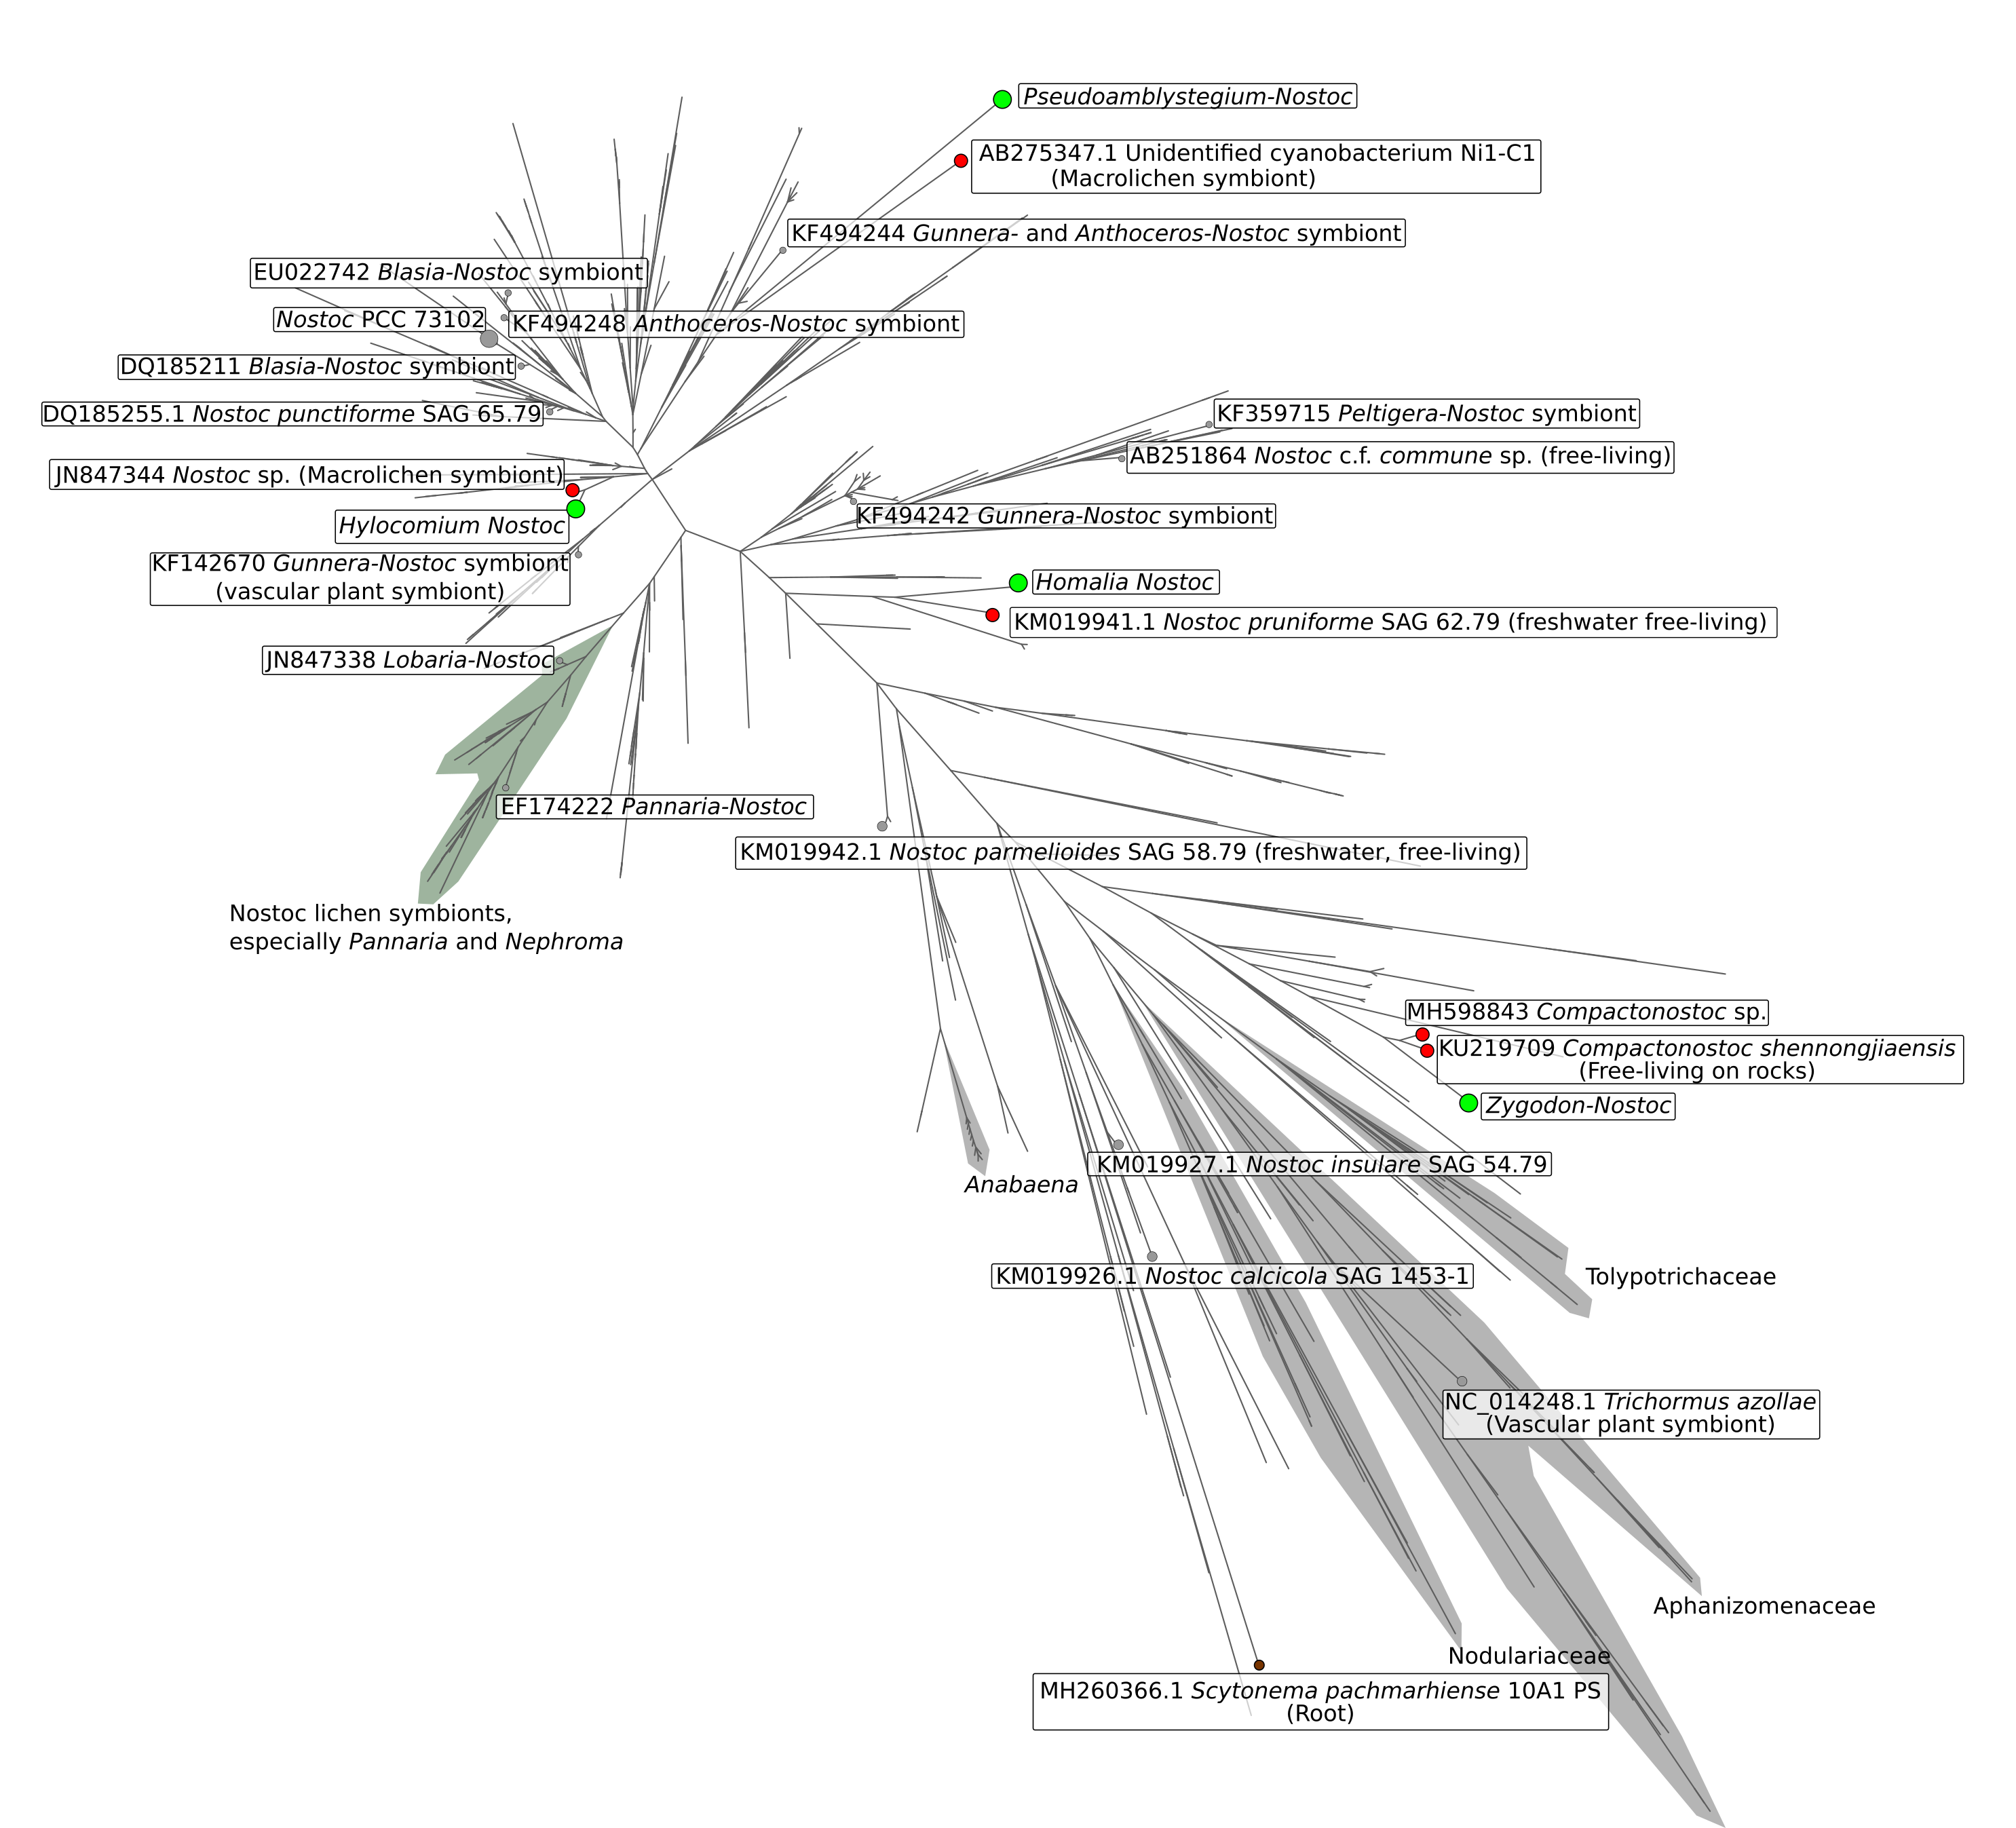 Pseudoamblystegium-Nostoc
AB275347.1 Unidentified cyanobacterium Ni1-C1
(Macrolichen symbiont)
KF494244 Gunnera- and Anthoceros-Nostoc symbiont
EU022742 Blasia-Nostoc symbiont
Nostoc PCC 73102
KF494248 Anthoceros-Nostoc symbiont
DQ185211 Blasia-Nostoc symbiont
DQ185255.1 Nostoc punctiforme SAG 65.79
KF359715 Peltigera-Nostoc symbiont
AB251864 Nostoc c.f. commune sp. (free-living)
JN847344 Nostoc sp. (Macrolichen symbiont)
Hylocomium Nostoc
KF494242 Gunnera-Nostoc symbiont
KF142670 Gunnera-Nostoc symbiont
(vascular plant symbiont)
Homalia Nostoc
KM019941.1 Nostoc pruniforme SAG 62.79 (freshwater free-living)
JN847338 Lobaria-Nostoc
EF174222 Pannaria-Nostoc
KM019942.1 Nostoc parmelioides SAG 58.79 (freshwater, free-living)
Nostoc lichen symbionts,
especially Pannaria and Nephroma
MH598843 Compactonostoc sp.
KU219709 Compactonostoc shennongjiaensis
(Free-living on rocks)
Zygodon-Nostoc
KM019927.1 Nostoc insulare SAG 54.79
Anabaena
KM019926.1 Nostoc calcicola SAG 1453-1
Tolypotrichaceae
NC_014248.1 Trichormus azollae
(Vascular plant symbiont)
Aphanizomenaceae
Nodulariaceae
MH260366.1 Scytonema pachmarhiense 10A1 PS
(Root)